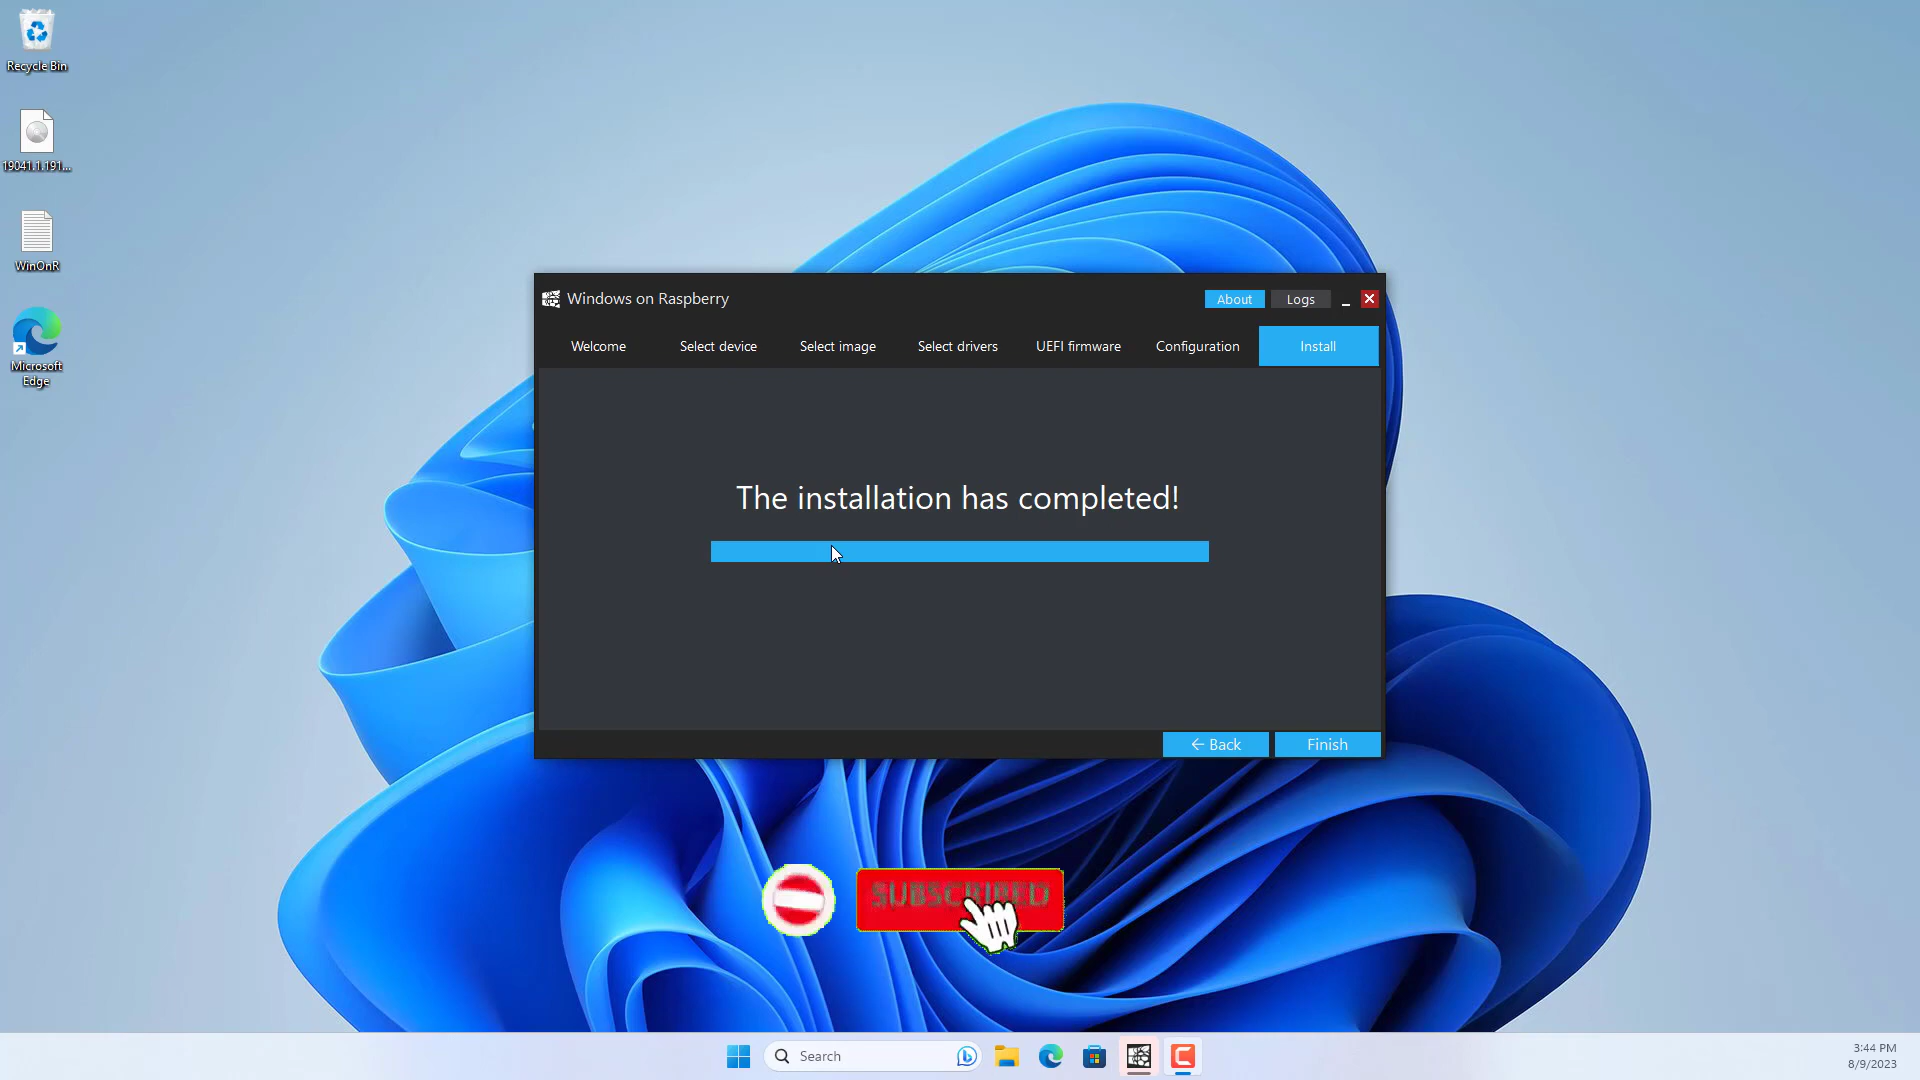 Recycle Bin
19041.1.191...
WinOnR
Microsoft
Edge
Windows on Raspberry
About
Logs
Welcome
Select device
Select image
Select drivers
UEFI firmware
Configuration
Install
The installation has completed!
← Back
Finish
SUBSCRIBED
Search
3:44 PM
8/9/2023